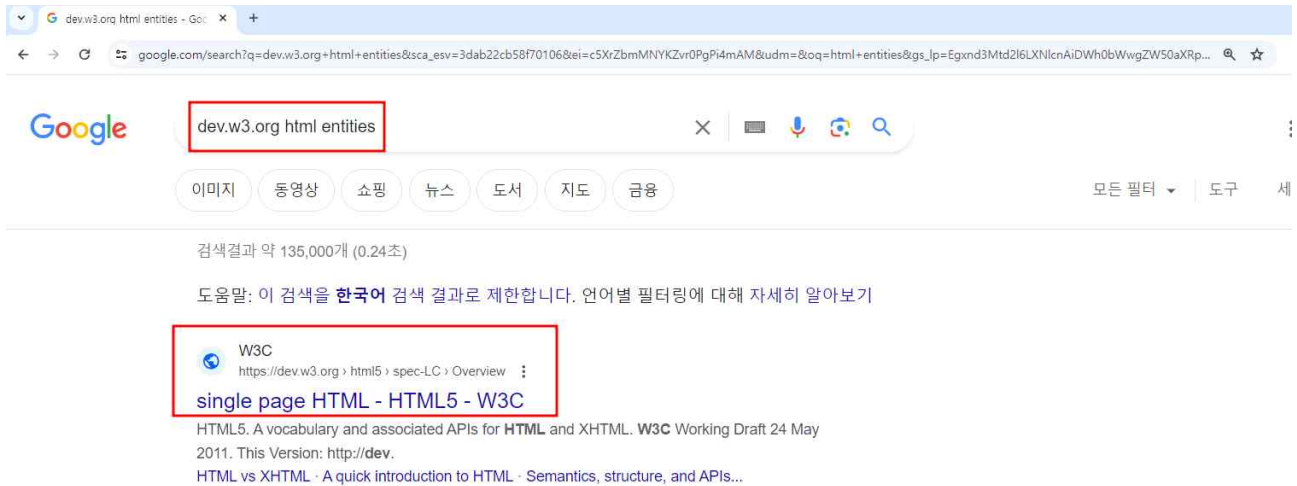 dev.w3.org html entities - Goo
google.com/search?q=dev.w3.org+html+entities&sca_esv=3dab22cb58f70106&ei=c5XrZbmMNYKZvr0PgPi4mAM&udm=&oq=html+entities&gs_lp=Egxnd3Mtd2l6LXNlcnAiDWh0bWwgZW50aXRp...
Google
dev.w3.org html entities
이미지 동영상 쇼핑 뉴스 도서 지도 금융 모든 필터 도구 세
검색결과 약 135,000개 (0.24초)
도움말: 이 검색을 한국어 검색 결과로 제한합니다. 언어별 필터링에 대해 자세히 알아보기
W3C
https://dev.w3.org › html5 › spec-LC › Overview
single page HTML - HTML5 - W3C
HTML5. A vocabulary and associated APIs for HTML and XHTML. W3C Working Draft 24 May
2011. This Version: http://dev.
HTML vs XHTML · A quick introduction to HTML · Semantics, structure, and APIs...